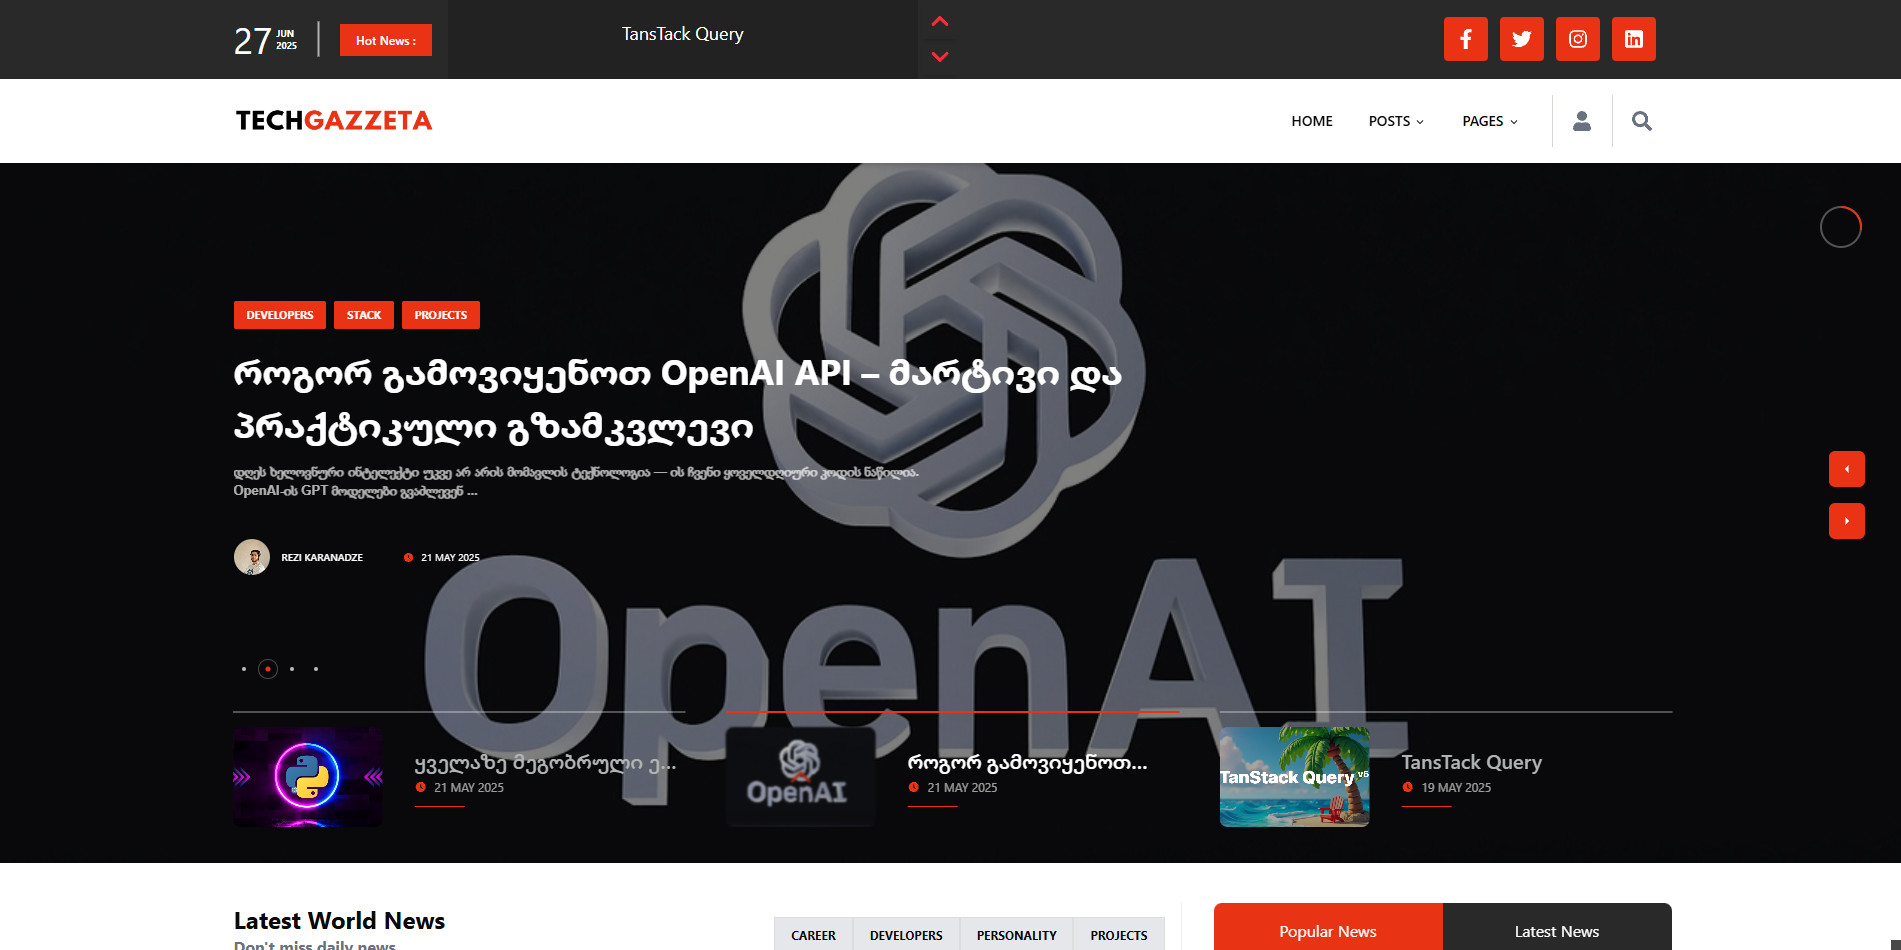 27 JUN
2025
Hot News :
TansTack Query
TECHGAZZETA
HOME
POSTS
PAGES
DEVELOPERS
STACK
PROJECTS
როგორ გამოვიყენოთ OpenAI API – მარტივი და
პრაქტიკული გზამკვლევი
დღეს ხელოვნური ინტელექტი უკვე არ არის მომავლის ტექნოლოგია — ის ჩვენი ყოველდღიური კოდის ნაწილია.
OpenAI-ის GPT მოდელები გვაძლევენ ...
REZI KARANADZE
21 MAY 2025
OpenAI
ყველაზე მეგობრული ე...
21 MAY 2025
OpenAI
როგორ გამოვიყენოთ...
21 MAY 2025
TanStack Query v5
TansTack Query
19 MAY 2025
Latest World News
Don't miss daily news
CAREER
DEVELOPERS
PERSONALITY
PROJECTS
Popular News
Latest News